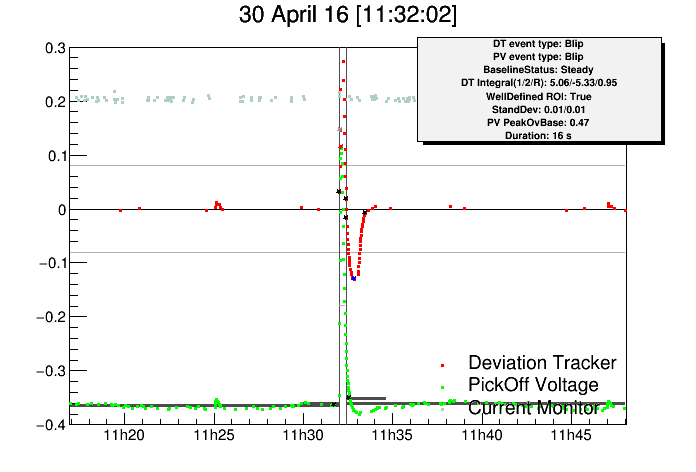 30 April 16 [11:32:02]
DT event type: Blip
PV event type: Blip
BaselineStatus: Steady
DT Integral(1/2/R): 5.06/-5.33/0.95
WellDefined ROI: True
StandDev: 0.01/0.01
PV PeakOvBase: 0.47
Duration: 16 s
0.3
0.2
0.1
0
−0.1
−0.2
−0.3
−0.4
Deviation Tracker
PickOff Voltage
Current Monitor
11h20 11h25 11h30 11h35 11h40 11h45